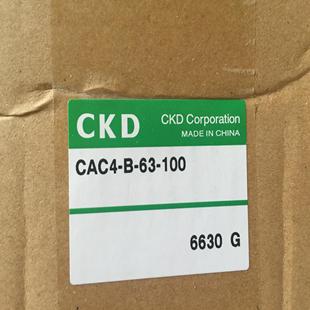 CKD
CKD Corporation
MADE IN CHINA
CAC4-B-63-100
6630 G